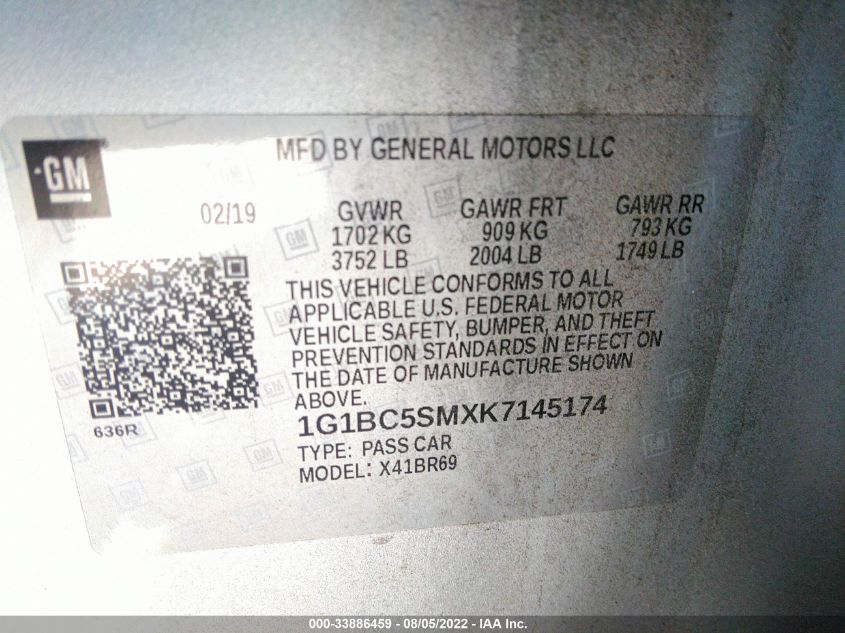 GM
MFD BY GENERAL MOTORS LLC
02/19
GVWR GAWR FRT GAWR RR
1702 KG 909 KG 793 KG
3752 LB 2004 LB 1749 LB
THIS VEHICLE CONFORMS TO ALL
APPLICABLE U.S. FEDERAL MOTOR
VEHICLE SAFETY, BUMPER, AND THEFT
PREVENTION STANDARDS IN EFFECT ON
THE DATE OF MANUFACTURE SHOWN
ABOVE.
636R
1G1BC5SMXK7145174
TYPE: PASS CAR
MODEL: X41BR69
000-33886459 - 08/05/2022 - IAA Inc.